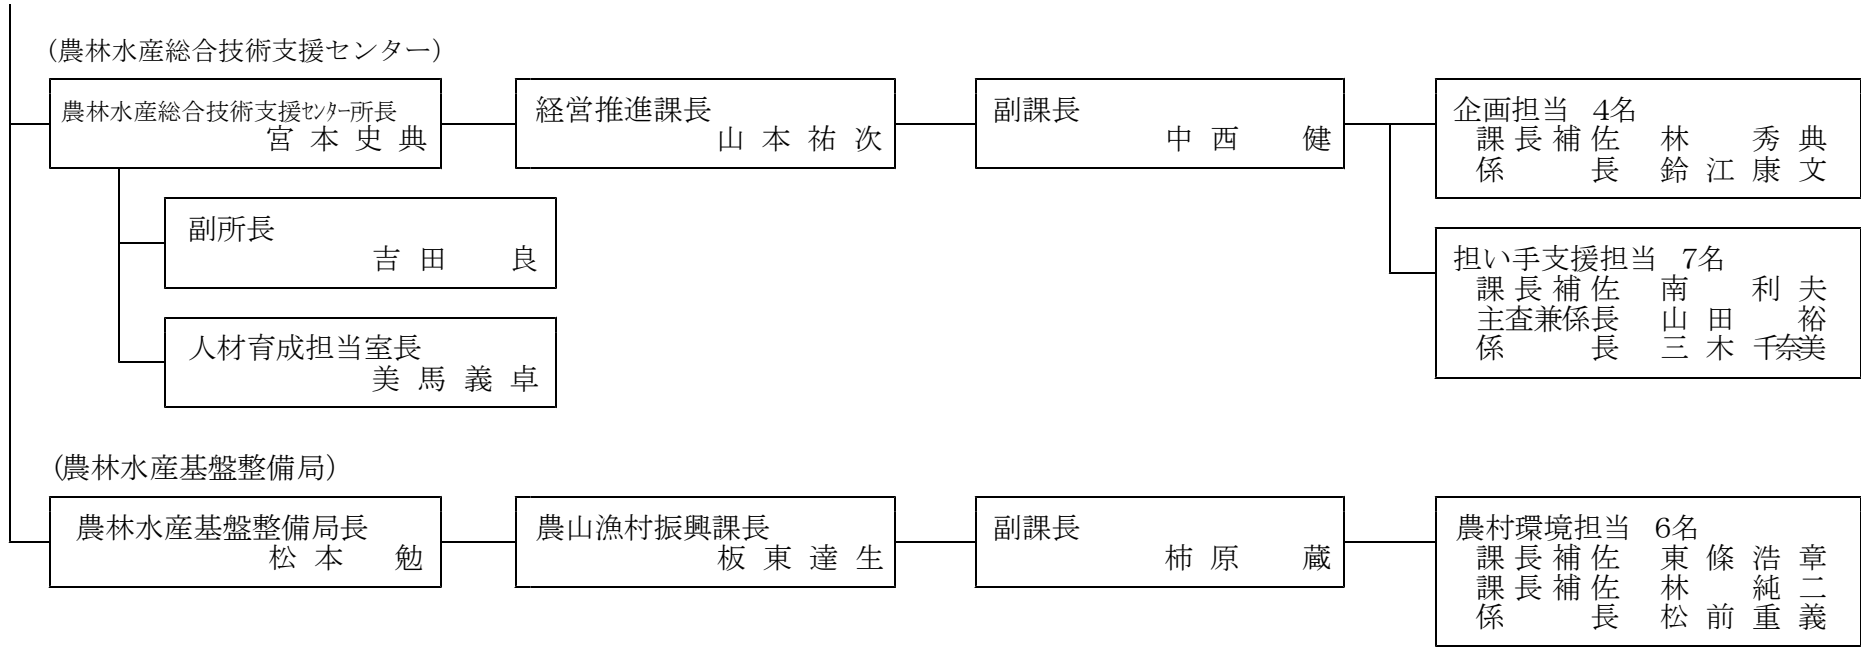 (農林水産総合技術支援センター)
農林水産総合技術支援ｾﾝﾀｰ所長
宮本史典
経営推進課長
山本祐次
副課長
中西　健
企画担当　4名
課長補佐　林　秀典
係　　長　鈴江康文
副所長
吉田　良
人材育成担当室長
美馬義卓
担い手支援担当　7名
課長補佐　南　利夫
主査兼係長　山田　裕
係　　長　三木千奈美
(農林水産基盤整備局)
農林水産基盤整備局長
松本　勉
農山漁村振興課長
板東達生
副課長
柿原　蔵
農村環境担当　6名
課長補佐　東條浩章
課長補佐　林　純二
係　　長　松前重義